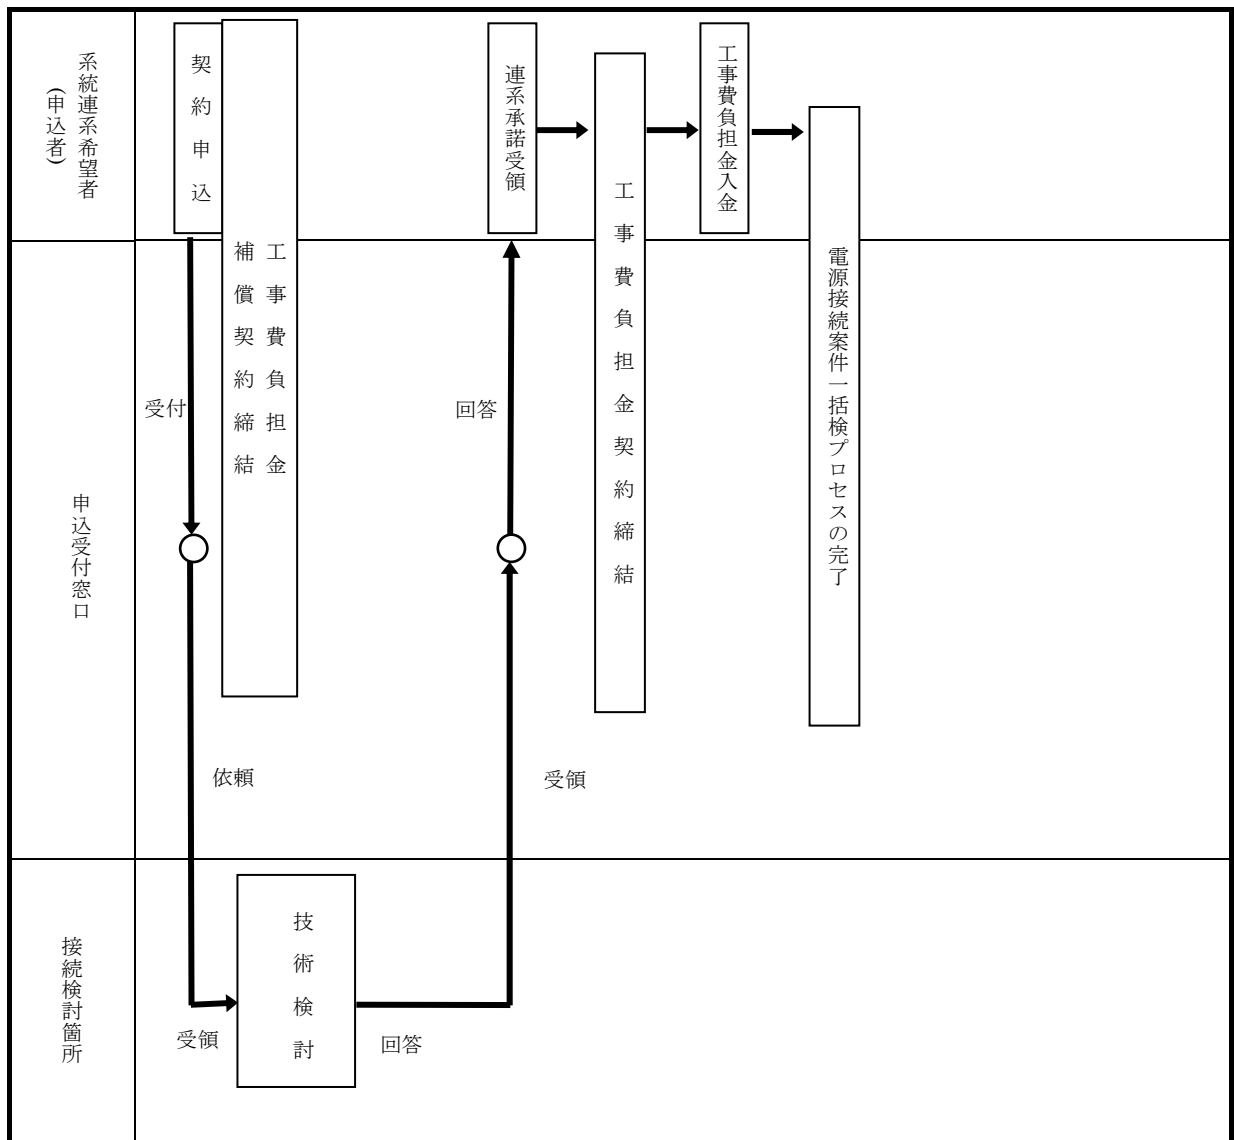 系統連系希望者
(申込者)
契約申込
工事費負担金
補償契約締結
連系承諾受領
工事費負担金契約締結
工事費負担金入金
電源接続案件一括検プロセスの完了
申込受付窓口
受付
回答
依頼
受領
接続検討箇所
技術検討
受領
回答